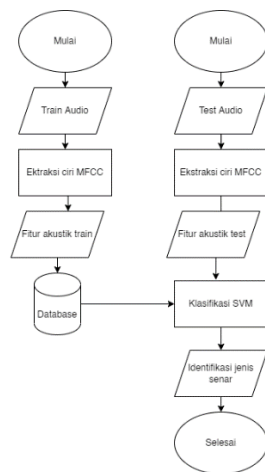 Mulai
Train Audio
Ektraksi ciri MFCC
Fitur akustik train
Database
Mulai
Test Audio
Ekstraksi ciri MFCC
Fitur akustik test
Klasifikasi SVM
Identifikasi jenis
senar
Selesai